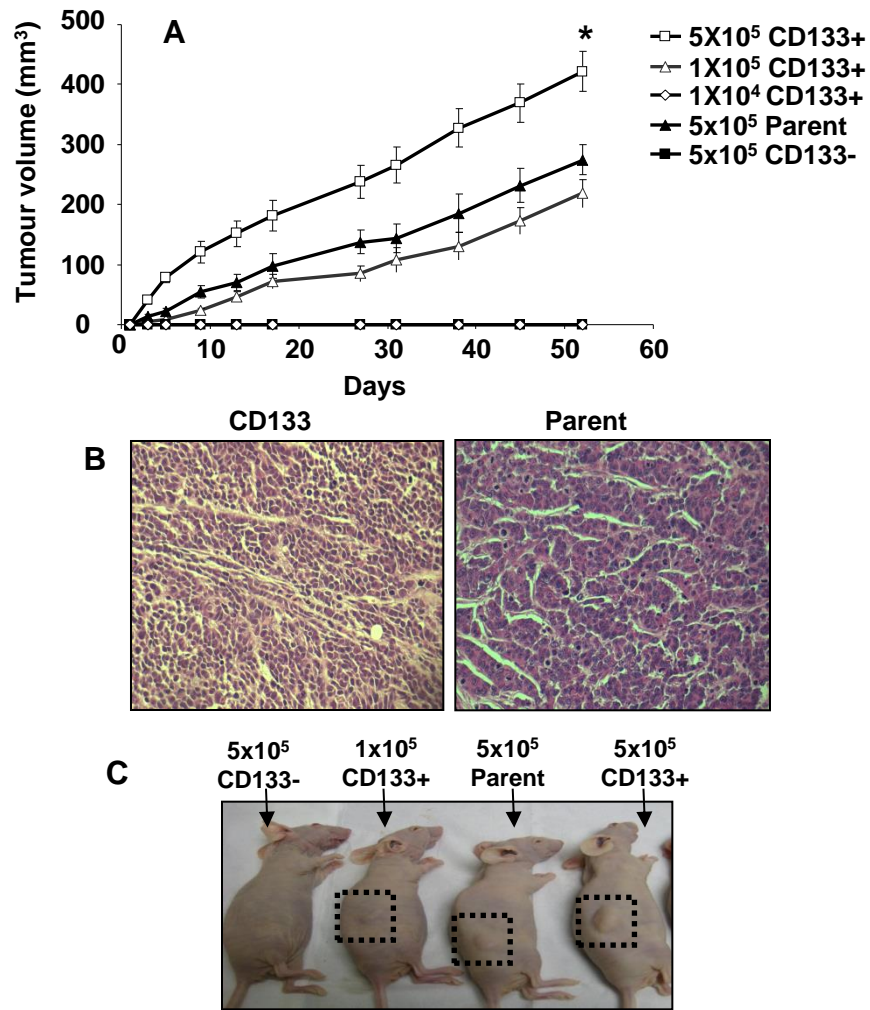 A
*
Tumour volume (mm³)
500
400
300
200
100
0
0 10 20 30 40 50 60
Days
5X10⁵ CD133+
1X10⁵ CD133+
1X10⁴ CD133+
5x10⁵ Parent
5x10⁵ CD133-
B
CD133 Parent
C
5x10⁵ 1x10⁵ 5x10⁵ 5x10⁵
CD133- CD133+ Parent CD133+